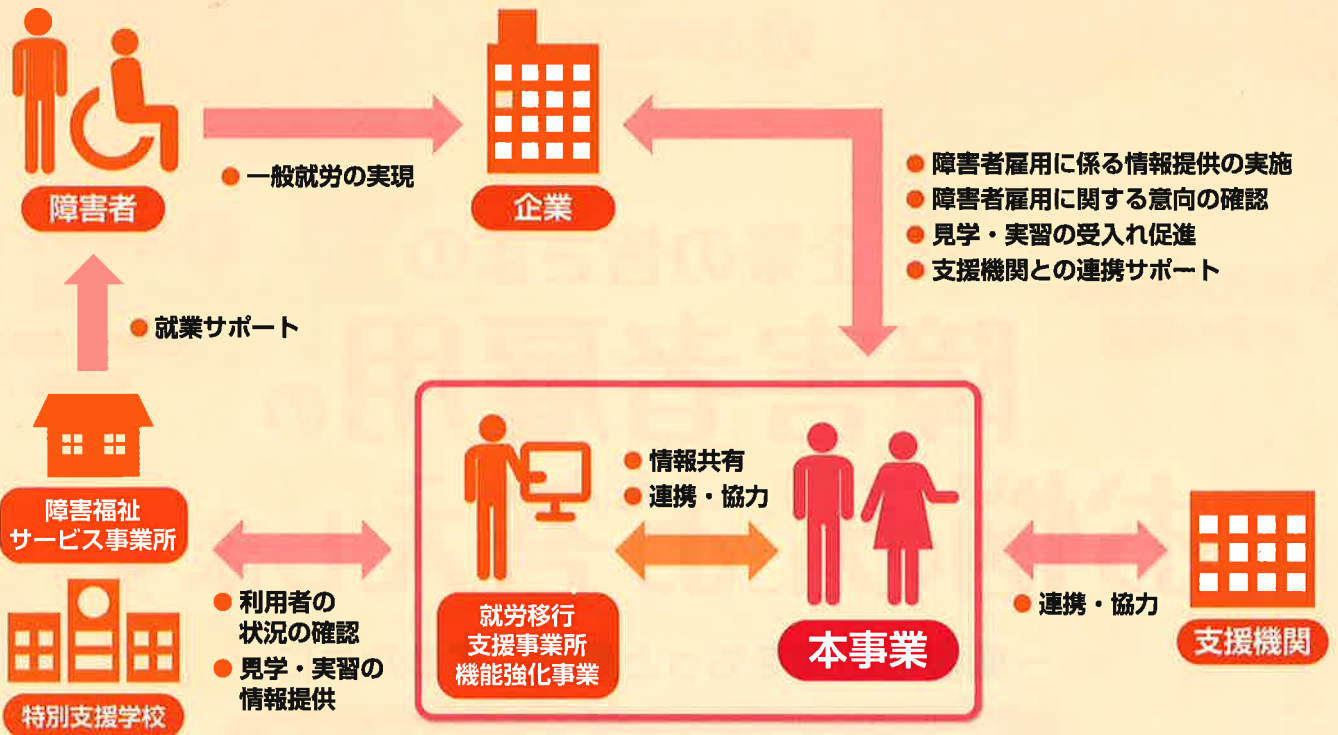 障害者
● 一般就労の実現
企業
● 障害者雇用に係る情報提供の実施
● 障害者雇用に関する意向の確認
● 見学・実習の受入れ促進
● 支援機関との連携サポート
● 就業サポート
障害福祉
サービス事業所
特別支援学校
● 利用者の
状況の確認
● 見学・実習の
情報提供
就労移行
支援事業所
機能強化事業
● 情報共有
● 連携・協力
本事業
● 連携・協力
支援機関